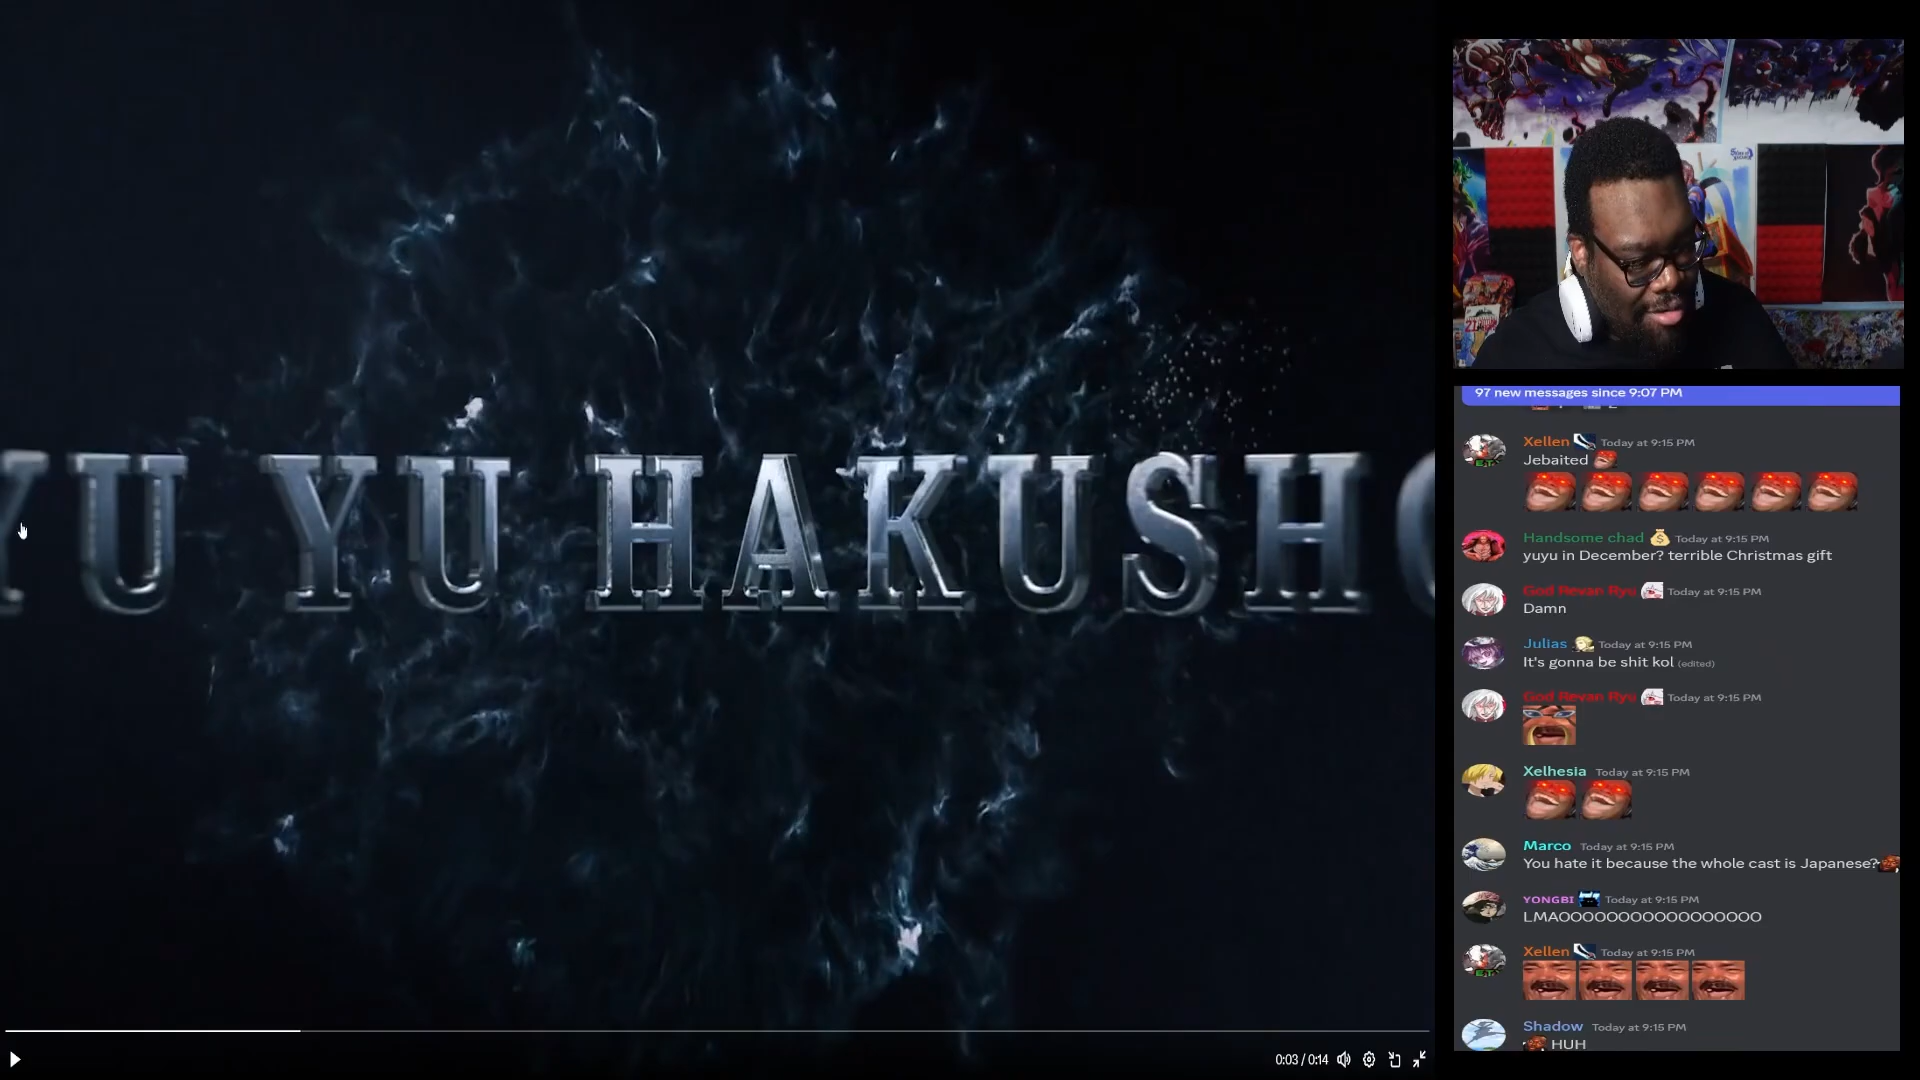 YU YU HAKUSHO
0:03 / 0:14
97 new messages since 9:07 PM
Xellen Today at 9:15 PM
Jebaited
Handsome chad Today at 9:15 PM
yuyu in December? terrible Christmas gift
God Revan Ryu Today at 9:15 PM
Damn
Julias Today at 9:15 PM
It's gonna be shit kol (edited)
God Revan Ryu Today at 9:15 PM
Xelhesia Today at 9:15 PM
Marco Today at 9:15 PM
You hate it because the whole cast is Japanese?
YONGBI Today at 9:15 PM
LMAOOOOOOOOOOOOOOOOO
Xellen Today at 9:15 PM
Shadow Today at 9:15 PM
HUH